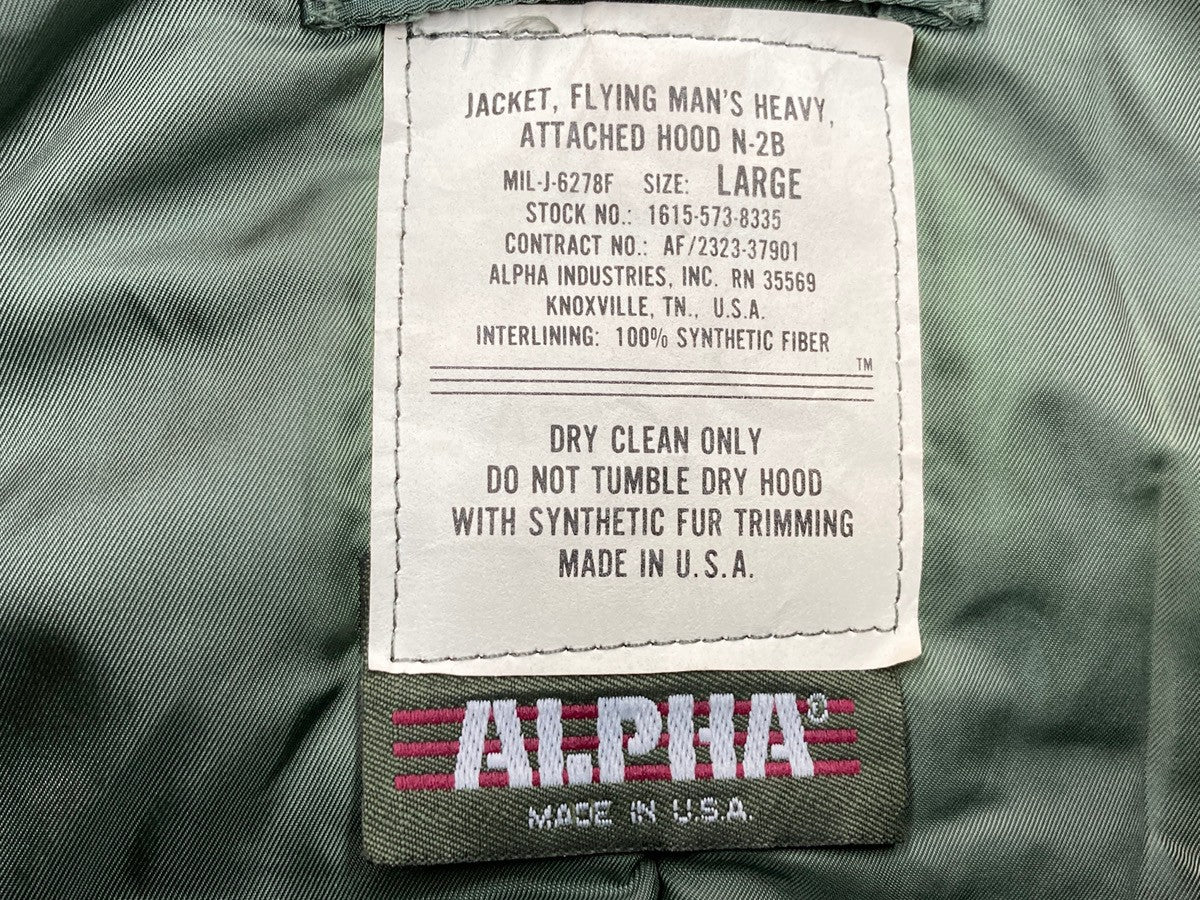 JACKET, FLYING MAN'S HEAVY,
ATTACHED HOOD N-2B
MIL-J-6278F SIZE: LARGE
STOCK NO.: 1615-573-8335
CONTRACT NO.: AF/2323-37901
ALPHA INDUSTRIES, INC. RN 35569
KNOXVILLE, TN., U.S.A.
INTERLINING: 100% SYNTHETIC FIBER
TM
DRY CLEAN ONLY
DO NOT TUMBLE DRY HOOD
WITH SYNTHETIC FUR TRIMMING
MADE IN U.S.A.
ALPHA®
MADE IN U.S.A.